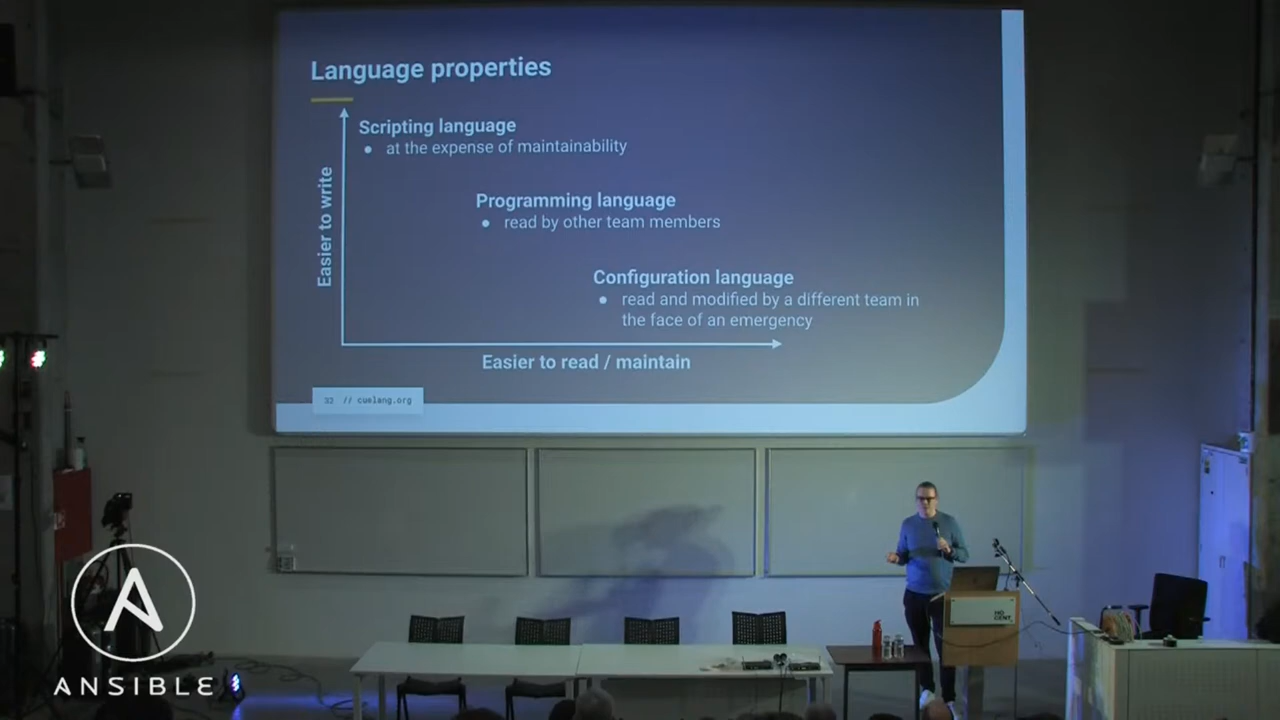 Language properties
Easier to write
Scripting language
● at the expense of maintainability
Programming language
● read by other team members
Configuration language
● read and modified by a different team in
the face of an emergency
Easier to read / maintain
32 // cuelang.org
HO
GENT
ANSIBLE